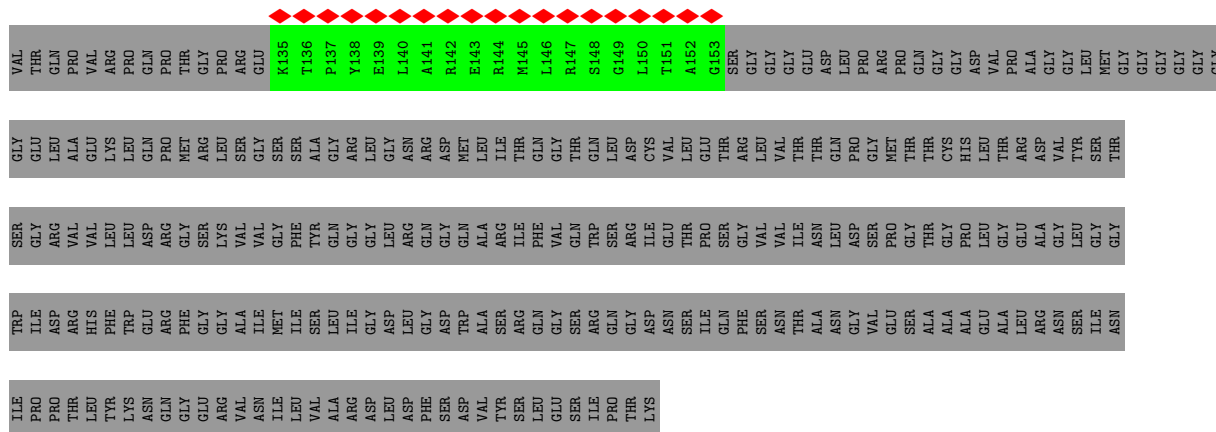 VAL THR GLN PRO VAL ARG PRO GLN PRO THR GLY PRO ARG GLU K135 T136 P137 Y138 E139 L140 A141 R142 E143 R144 M145 L146 R147 S148 G149 L150 T151 A152 G153 SER GLY GLY GLY GLU ASP LEU PRO ARG PRO GLN GLY GLY ASP VAL PRO ALA GLY GLY LEU MET GLY GLY GLY GLY GLY GLY
GLY GLU LEU ALA GLU LYS LEU GLN PRO MET ARG LEU SER GLY SER SER ALA GLY ARG LEU GLY ASN ARG ASP MET LEU ILE THR GLN GLY THR GLN LEU ASP CYS VAL LEU GLU THR ARG LEU VAL THR THR GLN PRO GLY MET THR THR CYS HIS LEU THR ARG ASP VAL TYR SER THR
SER GLY ARG VAL VAL LEU LEU ASP ARG GLY SER LYS VAL VAL GLY PHE TYR GLN GLY GLY LEU ARG GLN GLY GLN ALA ARG ILE PHE VAL GLN TRP SER ARG ILE GLU THR PRO SER GLY VAL VAL ILE ASN LEU ASP SER PRO GLY THR GLY PRO LEU GLY GLU ALA GLY LEU GLY GLY
TRP ILE ASP ARG HIS PHE TRP GLU ARG PHE GLY GLY ALA ILE MET ILE SER LEU ILE GLY ASP LEU GLY ASP TRP ALA SER ARG GLN GLY SER ARG GLN GLY ASP ASN SER ILE GLN PHE SER ASN THR ALA ASN GLY VAL GLU SER ALA ALA ALA GLU ALA LEU ARG ASN SER ILE ASN
ILE PRO PRO THR LEU TYR LYS ASN GLN GLY GLU ARG VAL ASN ILE LEU VAL ALA ARG ASP LEU ASP PHE SER ASP VAL TYR SER LEU GLU SER ILE PRO THR LYS